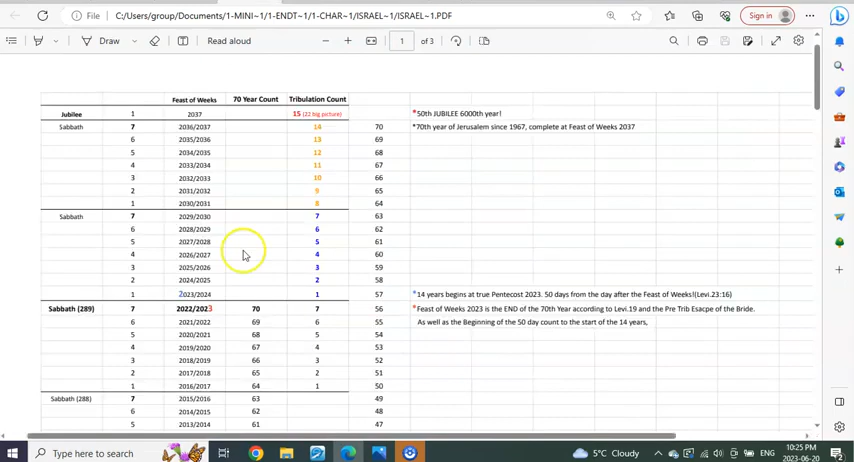 File C:/Users/group/Documents/1-MINI~1/1-ENDT~1/1-CHAR~1/ISRAEL~1/ISRAEL~1.PDF Sign in
Draw Read aloud 1 of 3
Feast of Weeks 70 Year Count Tribulation Count
Jubilee 1 2037 15 (22 big picture) *50th JUBILEE 6000th year!
Sabbath 7 2036/2037 14 70 *70th year of Jerusalem since 1967, complete at Feast of Weeks 2037
6 2035/2036 13 69
5 2034/2035 12 68
4 2033/2034 11 67
3 2032/2033 10 66
2 2031/2032 9 65
1 2030/2031 8 64
Sabbath 7 2029/2030 7 63
6 2028/2029 6 62
5 2027/2028 5 61
4 2026/2027 4 60
3 2025/2026 3 59
2 2024/2025 2 58
1 2023/2024 1 57 *14 years begins at true Pentecost 2023. 50 days from the day after the Feast of Weeks!(Levi.23:16)
Sabbath (289) 7 2022/2023 70 7 56 *Feast of Weeks 2023 is the END of the 70th Year according to Levi.19 and the Pre Trib Esacpe of the Bride.
6 2021/2022 69 6 55 As well as the Beginning of the 50 day count to the start of the 14 years,
5 2020/2021 68 5 54
4 2019/2020 67 4 53
3 2018/2019 66 3 52
2 2017/2018 65 2 51
1 2016/2017 64 1 50
Sabbath (288) 7 2015/2016 63 49
6 2014/2015 62 48
5 2013/2014 61 47
Type here to search 5°C Cloudy ENG 10:25 PM
2023-06-20